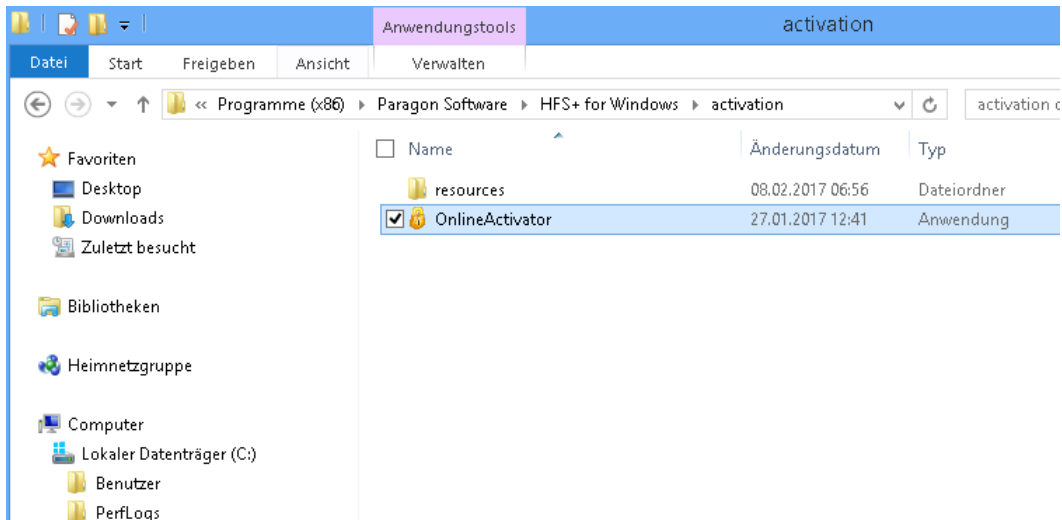 Anwendungstools activation
Datei Start Freigeben Ansicht Verwalten
« Programme (x86) Paragon Software HFS+ for Windows activation activation
Name Änderungsdatum Typ
Favoriten
resources 08.02.2017 06:56 Dateiordner
Desktop
OnlineActivator 27.01.2017 12:41 Anwendung
Downloads
Zuletzt besucht
Bibliotheken
Heimnetzgruppe
Computer
Lokaler Datenträger (C:)
Benutzer
PerfLogs